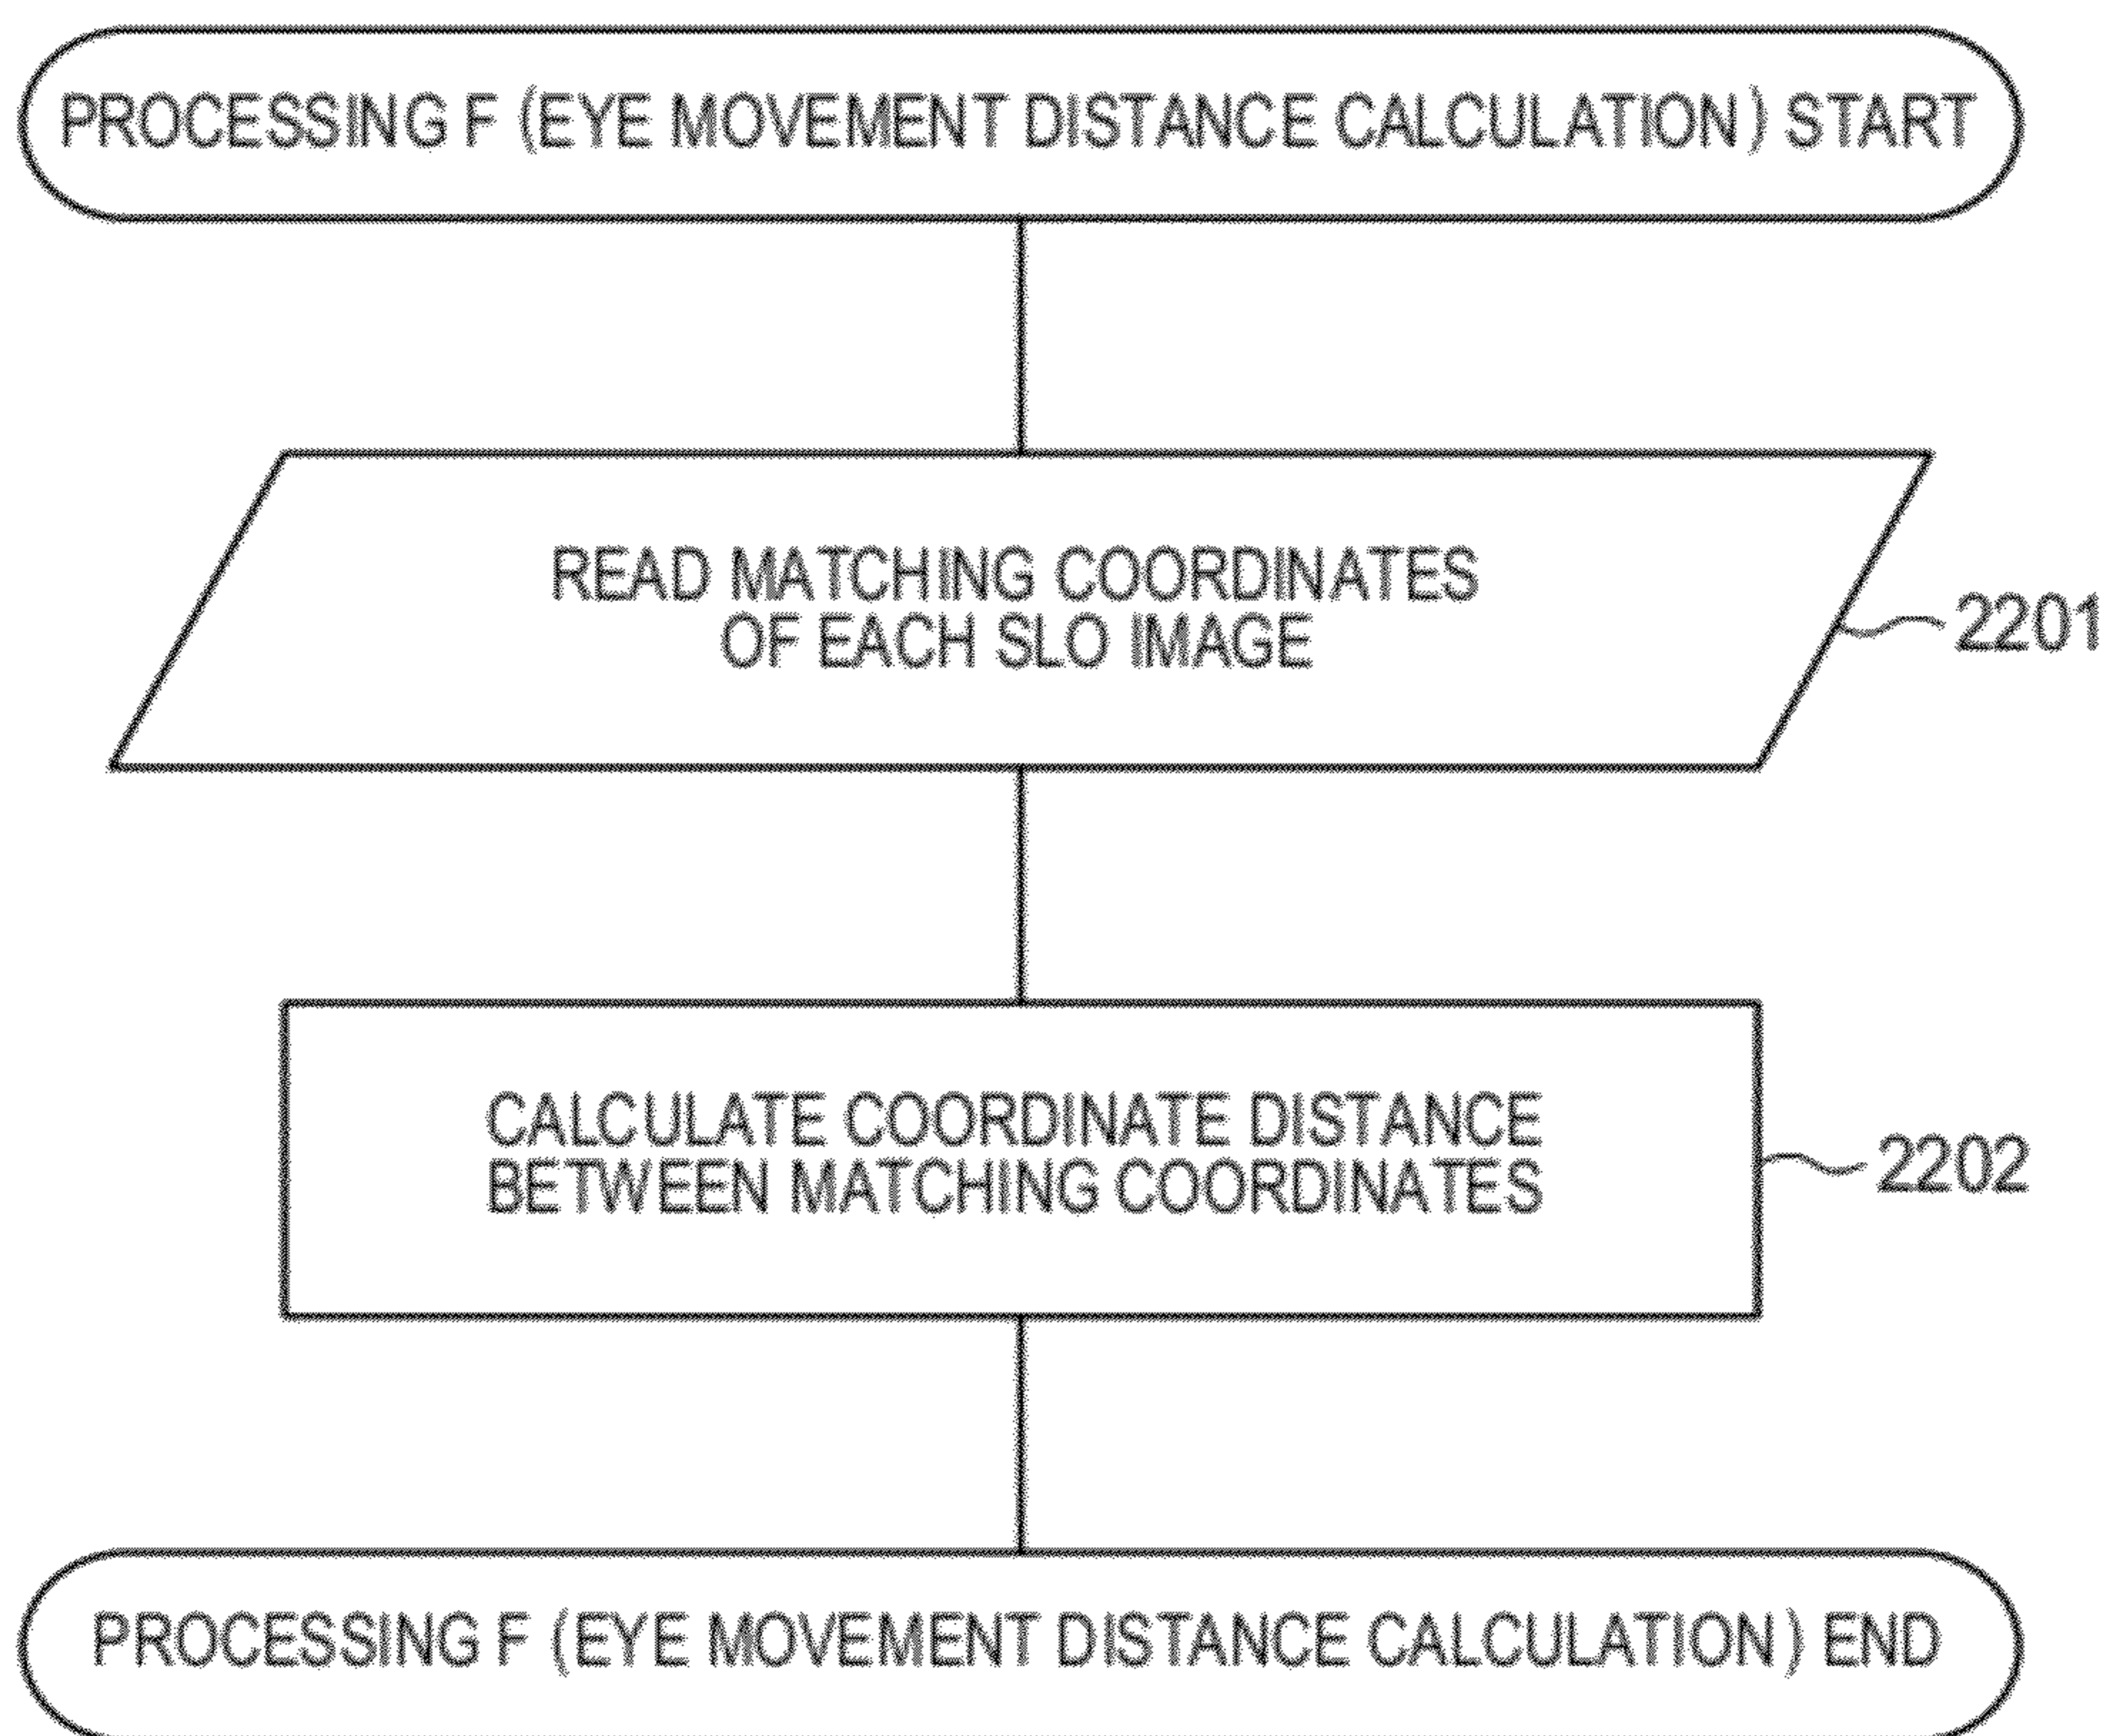 PROCESSING F (EYE MOVEMENT DISTANCE CALCULATION) START
READ MATCHING COORDINATES
OF EACH SLO IMAGE
2201
CALCULATE COORDINATE DISTANCE
BETWEEN MATCHING COORDINATES
2202
PROCESSING F (EYE MOVEMENT DISTANCE CALCULATION) END